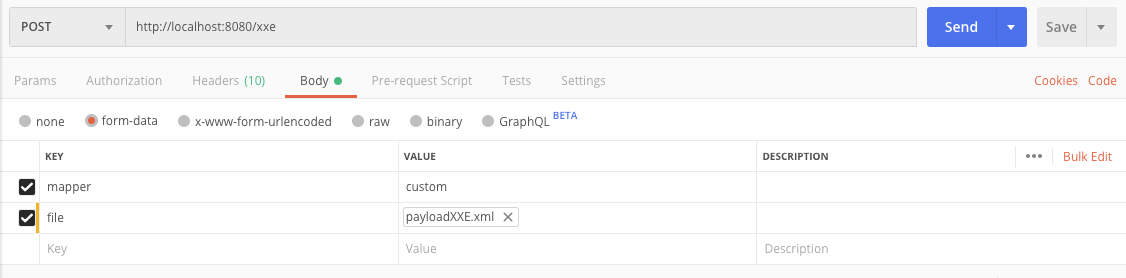 POST http://localhost:8080/xxe Send Save
Params Authorization Headers (10) Body Pre-request Script Tests Settings Cookies Code
none form-data x-www-form-urlencoded raw binary GraphQL BETA
KEY VALUE DESCRIPTION ••• Bulk Edit
mapper custom
file payloadXXE.xml
Key Value Description